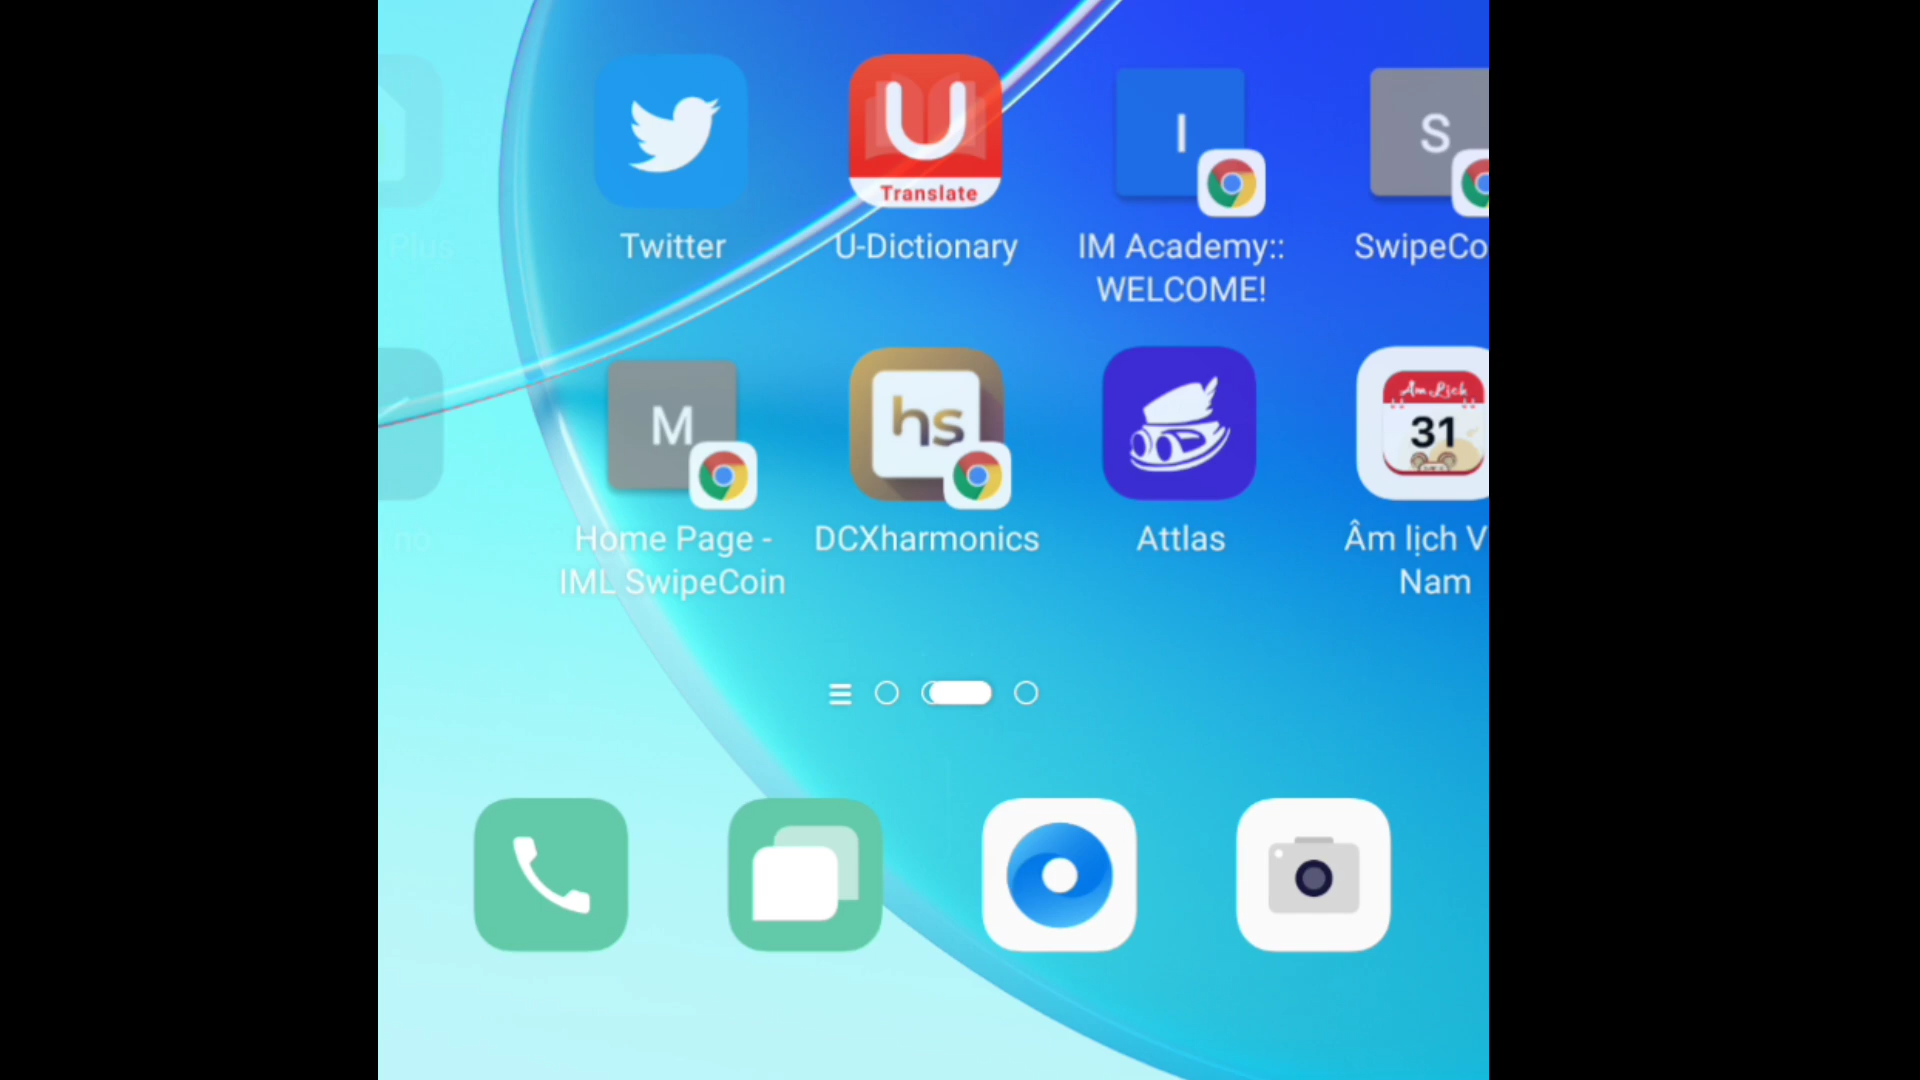 U
Translate
I
S
Plus
Twitter
U-Dictionary
IM Academy::
WELCOME!
SwipeCo
M
hs
Âm Lịch
31
Home Page -
IML SwipeCoin
DCXharmonics
Attlas
Âm lịch V
Nam